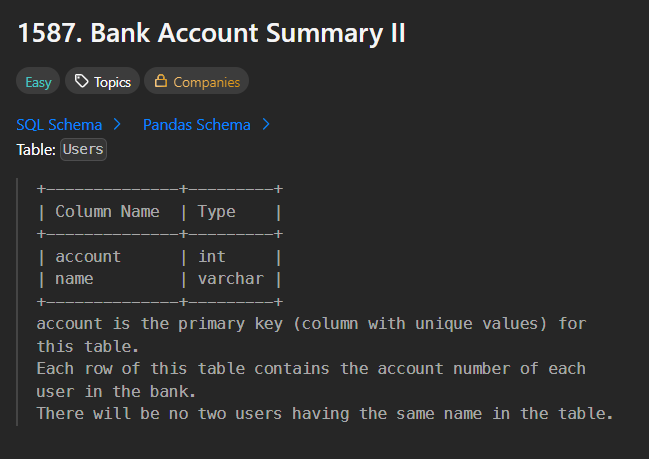 1587. Bank Account Summary II
Easy Topics Companies
SQL Schema > Pandas Schema >
Table: Users
+--------------+---------+
| Column Name  | Type    |
+--------------+---------+
| account      | int     |
| name         | varchar |
+--------------+---------+
account is the primary key (column with unique values) for
this table.
Each row of this table contains the account number of each
user in the bank.
There will be no two users having the same name in the table.